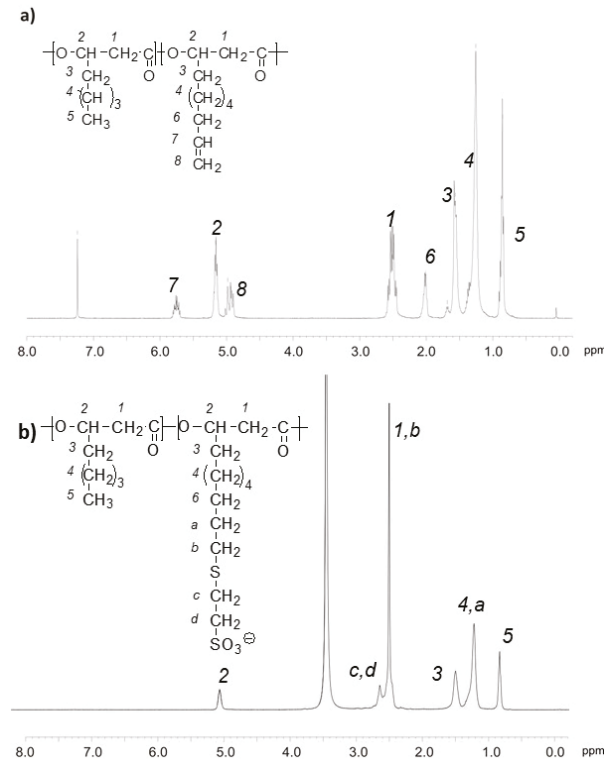 a)
2 1 2 1
O-CH-CH₂-C O-CH-CH₂-C
3 CH₂ O 3 CH₂ O
4 (CH)₃ 4 (CH₂)₄
5 CH₃ 6 CH₂
7 CH
8 CH₂
4
3
5
2
1
6
7
8
8.0 7.0 6.0 5.0 4.0 3.0 2.0 1.0 0.0 ppm
b)
2 1 2 1
O-CH-CH₂-C O-CH-CH₂-C
3 CH₂ O 3 CH₂ O
4 (CH₂)₃ 4 (CH₂)₄
5 CH₃ 6 CH₂
a CH₂
b CH₂
S
c CH₂
d CH₂
SO₃⊖
1,b
4,a
5
2
c,d
3
8.0 7.0 6.0 5.0 4.0 3.0 2.0 1.0 0.0 ppm